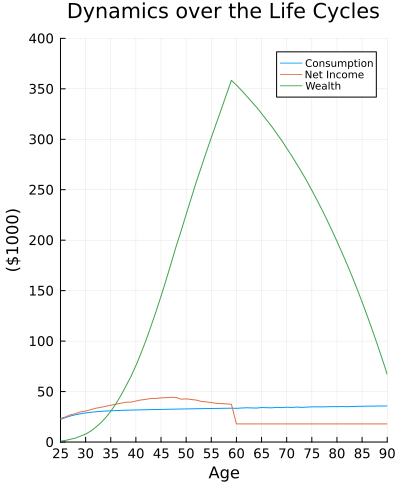 Dynamics over the Life Cycles
400
350
300
250
200
150
100
50
0
($1000)
Consumption
Net Income
Wealth
25 30 35 40 45 50 55 60 65 70 75 80 85 90
Age